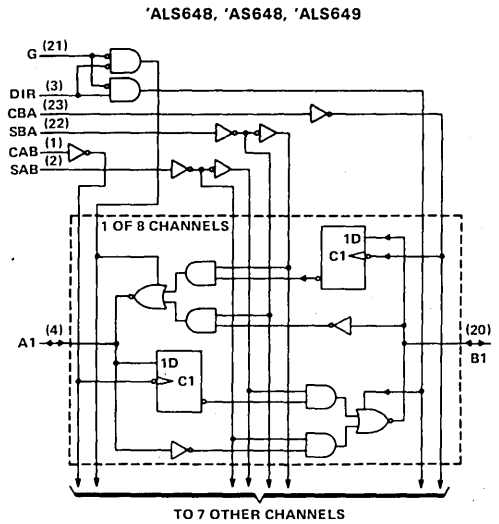 'ALS648, 'AS648, 'ALS649
G (21)
DIR (3)
CBA (23)
SBA (22)
CAB (1)
SAB (2)
1 OF 8 CHANNELS
1D
C1
A1 (4)
(20)
B1
1D
C1
TO 7 OTHER CHANNELS